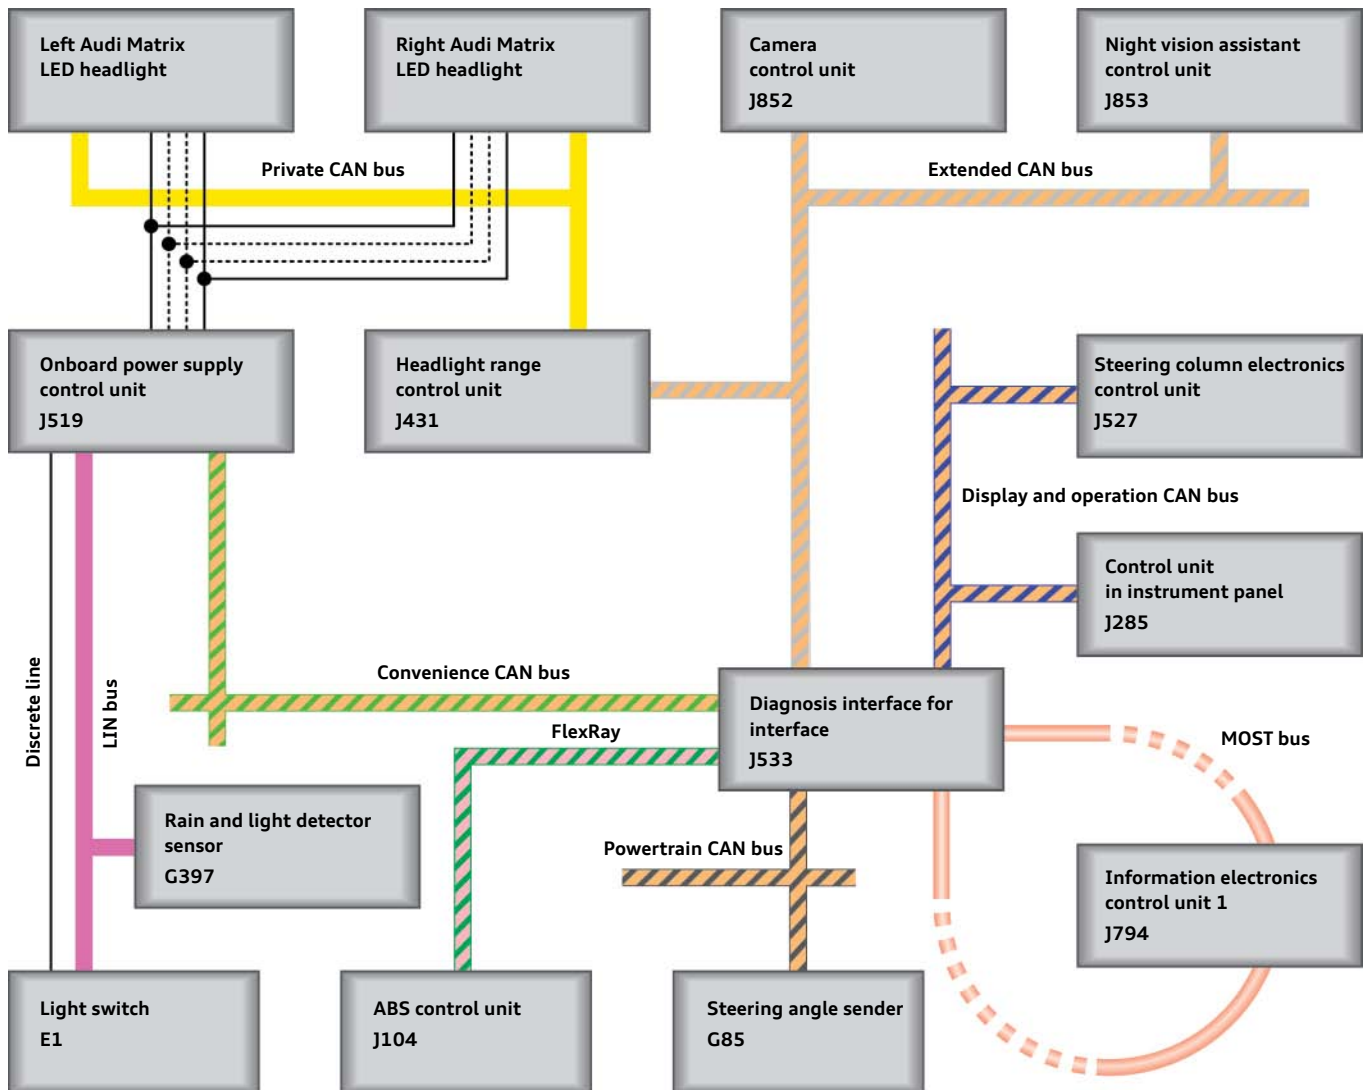 Left Audi Matrix
LED headlight
Right Audi Matrix
LED headlight
Camera
control unit
J852
Night vision assistant
control unit
J853
Private CAN bus
Extended CAN bus
Onboard power supply
control unit
J519
Headlight range
control unit
J431
Steering column electronics
control unit
J527
Display and operation CAN bus
Control unit
in instrument panel
J285
Discrete line
LIN bus
Convenience CAN bus
FlexRay
Diagnosis interface for
interface
J533
MOST bus
Rain and light detector
sensor
G397
Powertrain CAN bus
Information electronics
control unit 1
J794
Light switch
E1
ABS control unit
J104
Steering angle sender
G85